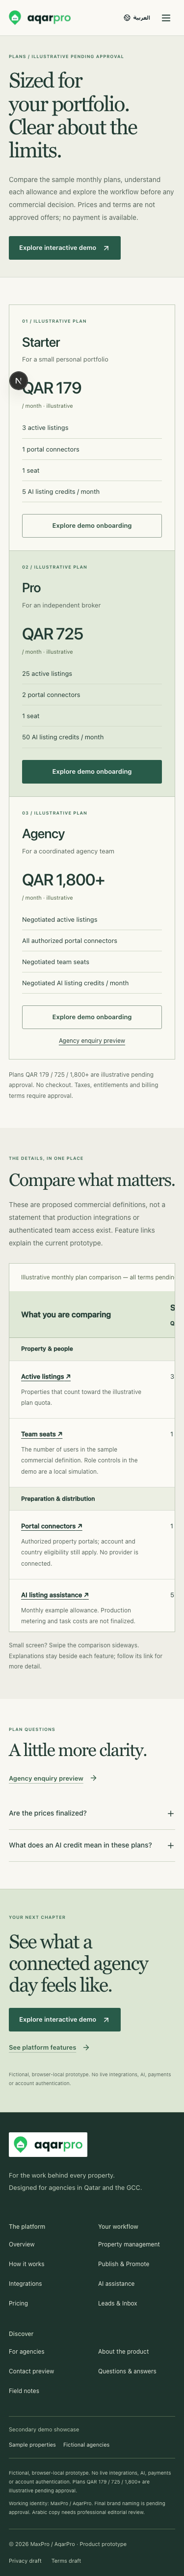 aqarpro
العربية
PLANS / ILLUSTRATIVE PENDING APPROVAL
Sized for
your portfolio.
Clear about the
limits.
Compare the sample monthly plans, understand
each allowance and explore the workflow before any
commercial decision. Prices and terms are not
approved offers; no payment is available.
Explore interactive demo ↗
01 / ILLUSTRATIVE PLAN
Starter
For a small personal portfolio
QAR 179
N
/ month · illustrative
3 active listings
1 portal connectors
1 seat
5 AI listing credits / month
Explore demo onboarding
02 / ILLUSTRATIVE PLAN
Pro
For an independent broker
QAR 725
/ month · illustrative
25 active listings
2 portal connectors
1 seat
50 AI listing credits / month
Explore demo onboarding
03 / ILLUSTRATIVE PLAN
Agency
For a coordinated agency team
QAR 1,800+
/ month · illustrative
Negotiated active listings
All authorized portal connectors
Negotiated team seats
Negotiated AI listing credits / month
Explore demo onboarding
Agency enquiry preview
Plans QAR 179 / 725 / 1,800+ are illustrative pending
approval. No checkout. Taxes, entitlements and billing
terms require approval.
THE DETAILS, IN ONE PLACE
Compare what matters.
These are proposed commercial definitions, not a
statement that production integrations or
authenticated team access exist. Feature links
explain the current prototype.
Illustrative monthly plan comparison — all terms pendin
What you are comparing
S
Q
Property & people
Active listings ↗ 3
Properties that count toward the illustrative
plan quota.
Team seats ↗ 1
The number of users in the sample
commercial definition. Role controls in the
demo are a local simulation.
Preparation & distribution
Portal connectors ↗ 1
Authorized property portals; account and
country eligibility still apply. No provider is
connected.
AI listing assistance ↗ 5
Monthly example allowance. Production
metering and task costs are not finalized.
Small screen? Swipe the comparison sideways.
Explanations stay beside each feature; follow its link for
more detail.
PLAN QUESTIONS
A little more clarity.
Agency enquiry preview →
Are the prices finalized? +
What does an AI credit mean in these plans? +
YOUR NEXT CHAPTER
See what a
connected agency
day feels like.
Explore interactive demo ↗
See platform features →
Fictional, browser-local prototype. No live integrations, AI, payments
or account authentication.
aqarpro
For the work behind every property.
Designed for agencies in Qatar and the GCC.
The platform
Overview
How it works
Integrations
Pricing
Your workflow
Property management
Publish & Promote
AI assistance
Leads & Inbox
Discover
For agencies
Contact preview
Field notes
About the product
Questions & answers
Secondary demo showcase
Sample properties Fictional agencies
Fictional, browser-local prototype. No live integrations, AI, payments
or account authentication. Plans QAR 179 / 725 / 1,800+ are
illustrative pending approval.
Working identity: MaxPro / AqarPro. Final brand naming is pending
approval. Arabic copy needs professional editorial review.
© 2026 MaxPro / AqarPro · Product prototype
Privacy draft Terms draft